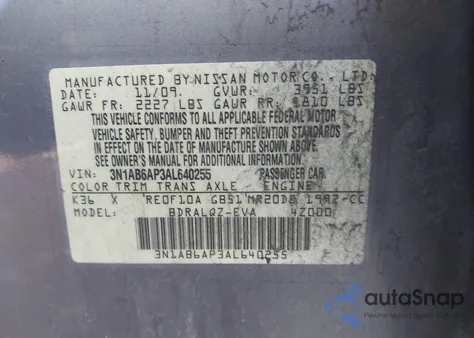 MANUFACTURED BY NISSAN MOTOR CO., LTD.
DATE: 11/09. GVWR: 3951 LBS
GAWR FR: 2227 LBS GAWR RR: 1810 LBS
THIS VEHICLE CONFORMS TO ALL APPLICABLE FEDERAL MOTOR
VEHICLE SAFETY, BUMPER AND THEFT PREVENTION STANDARDS
IN EFFECT ON THE DATE OF MANUFACTURE SHOWN ABOVE.
SEE OWNER'S MANUAL FOR ADDITIONAL INFORMATION.
VIN: 3N1AB6AP3AL640255 PASSENGER CAR.
COLOR TRIM TRANS AXLE ENGINE
K36 X RE0F10A GB51 MR20DE 1997-CC
MODEL: BDRALQZ-EVA 4Z000
3N1AB6AP3AL640255
autoSnap